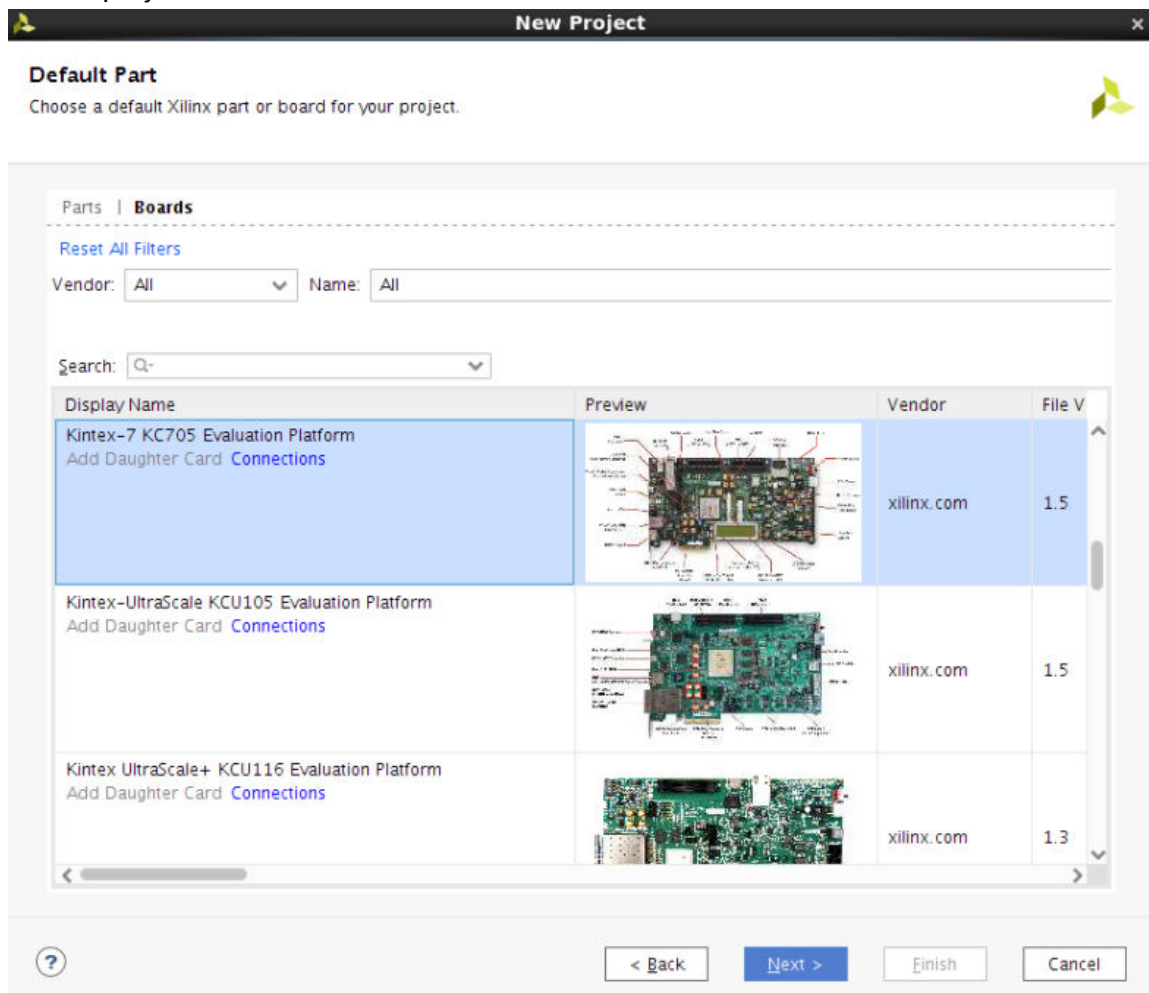 New Project
Default Part
Choose a default Xilinx part or board for your project.
Parts | Boards
Reset All Filters
Vendor: All Name: All
Search: Q-
Display Name Preview Vendor File V
Kintex-7 KC705 Evaluation Platform
Add Daughter Card Connections
xilinx.com 1.5
Kintex-UltraScale KCU105 Evaluation Platform
Add Daughter Card Connections
xilinx.com 1.5
Kintex UltraScale+ KCU116 Evaluation Platform
Add Daughter Card Connections
xilinx.com 1.3
? < Back Next > Finish Cancel